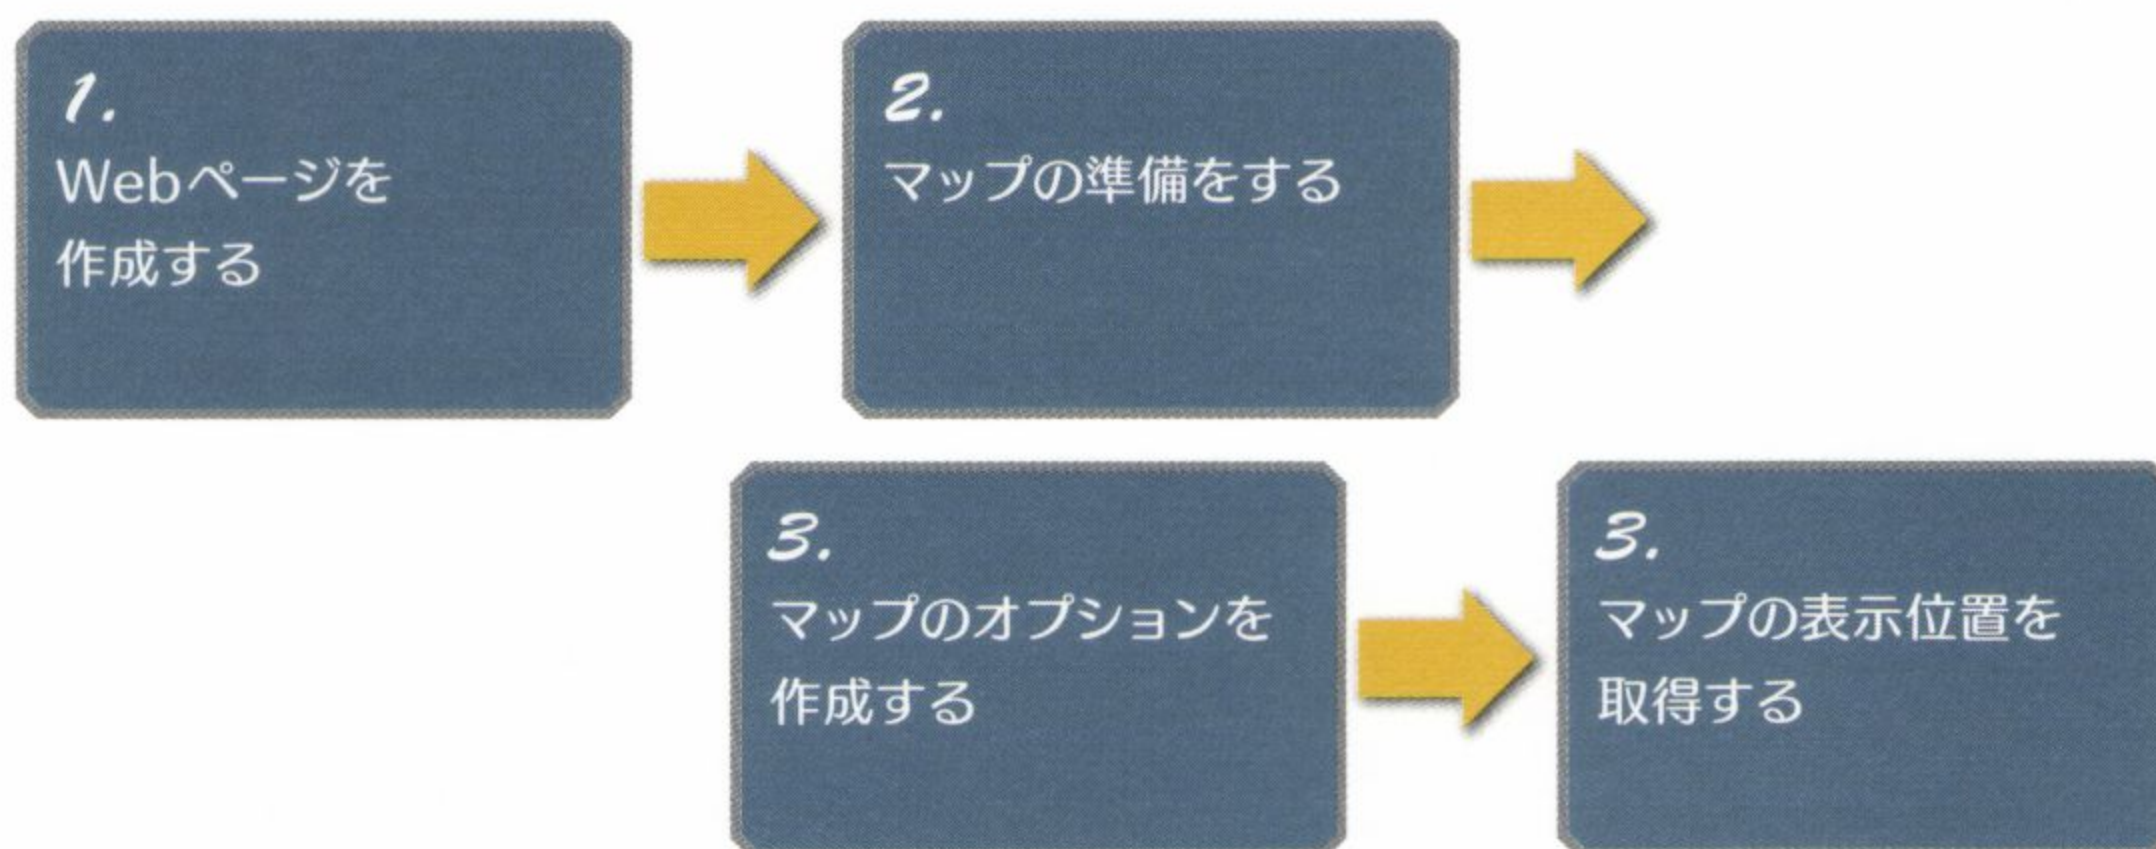 1.
Webページを
作成する
2.
マップの準備をする
3.
マップのオプションを
作成する
3.
マップの表示位置を
取得する